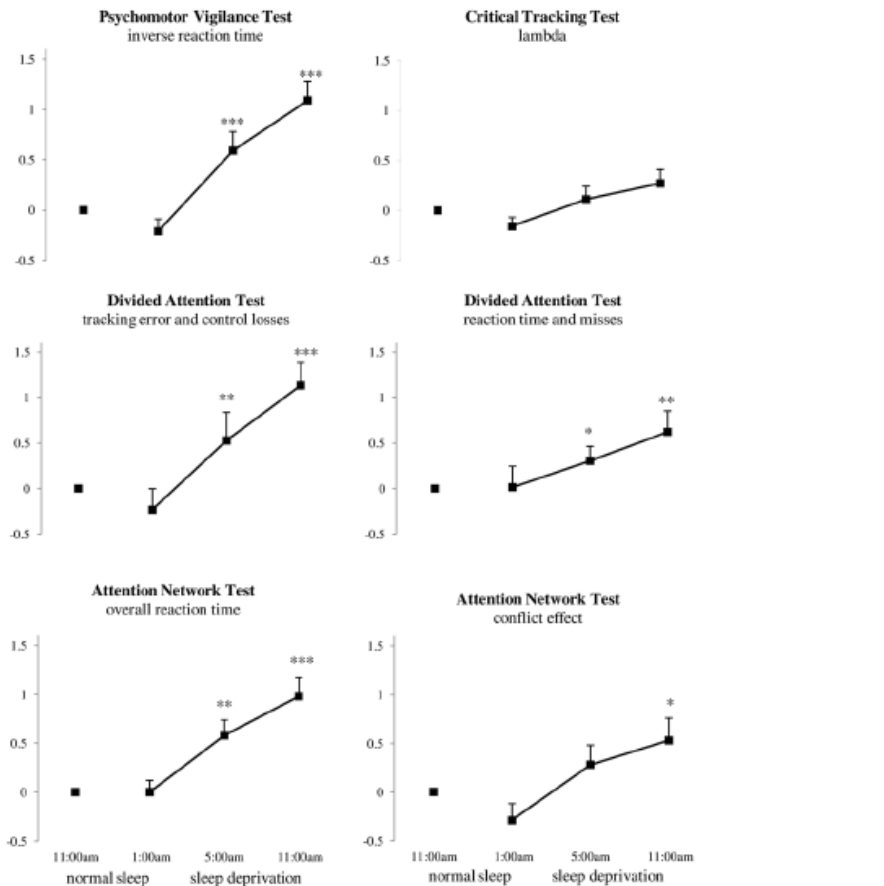 Psychomotor Vigilance Test
inverse reaction time
1.5
1
0.5
0
-0.5
***
***
Critical Tracking Test
lambda
1.5
1
0.5
0
-0.5
Divided Attention Test
tracking error and control losses
1.5
1
0.5
0
-0.5
**
***
Divided Attention Test
reaction time and misses
1.5
1
0.5
0
-0.5
*
**
Attention Network Test
overall reaction time
1.5
1
0.5
0
-0.5
**
***
11:00am 1:00am 5:00am 11:00am
normal sleep sleep deprivation
Attention Network Test
conflict effect
1.5
1
0.5
0
-0.5
*
11:00am 1:00am 5:00am 11:00am
normal sleep sleep deprivation